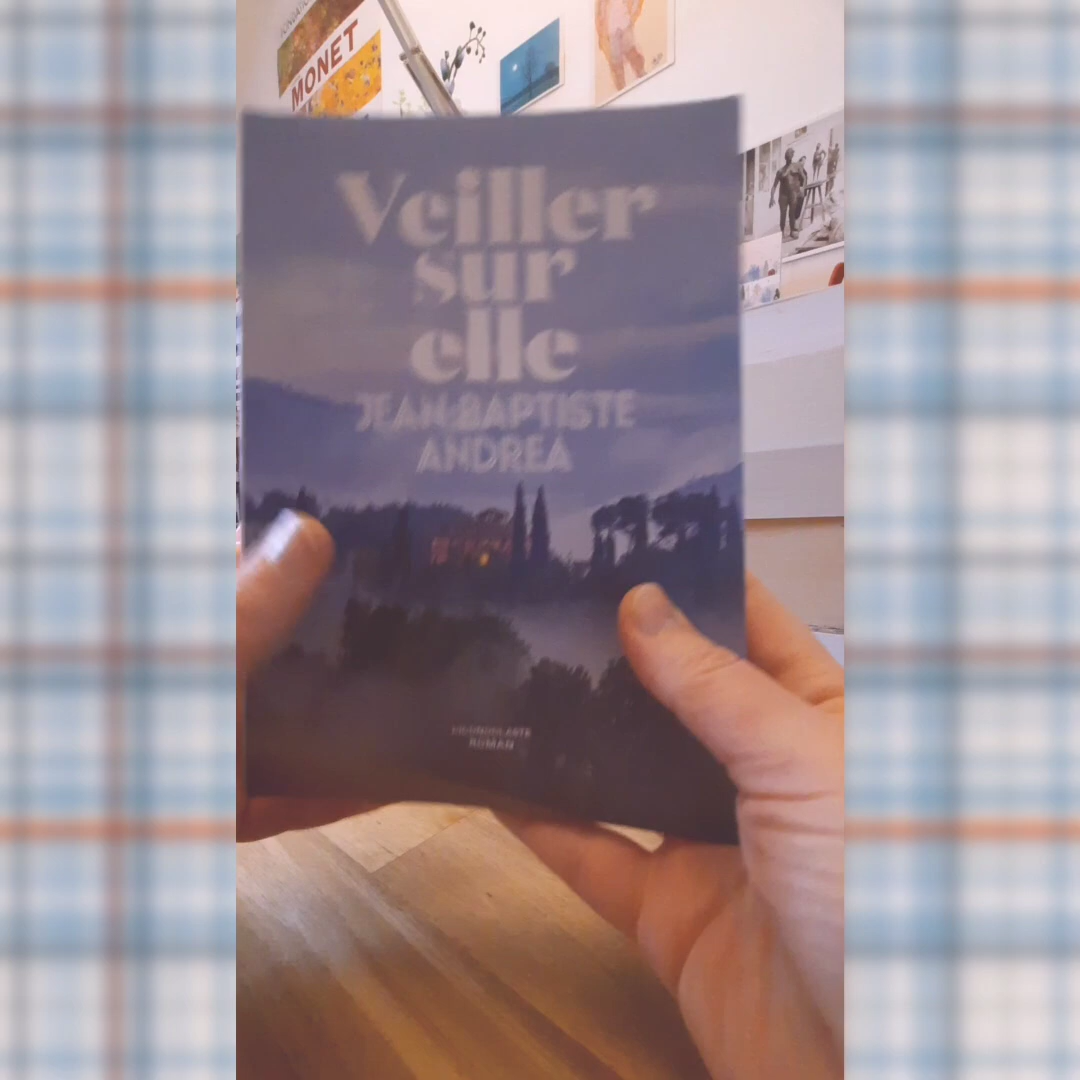 MONET
Veiller
sur
elle
JEAN-BAPTISTE
ANDREA
ROMAN